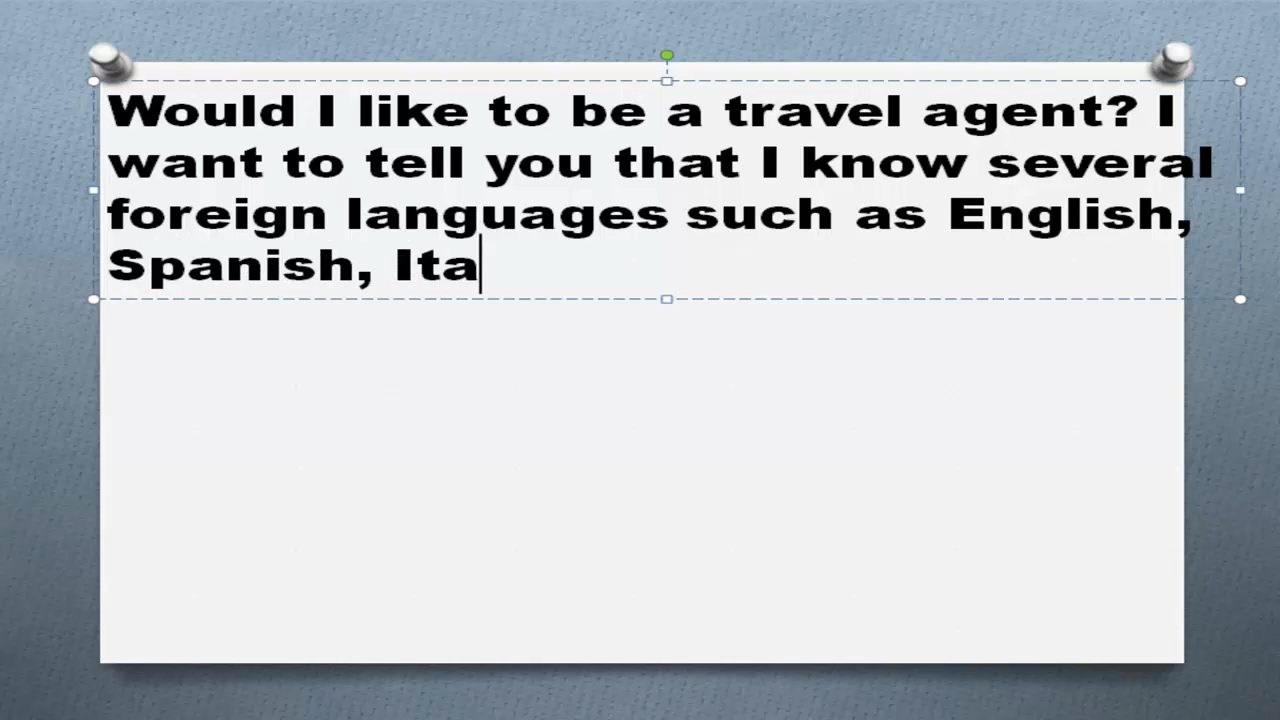 Would I like to be a travel agent? I
want to tell you that I know several
foreign languages such as English,
Spanish, Ita